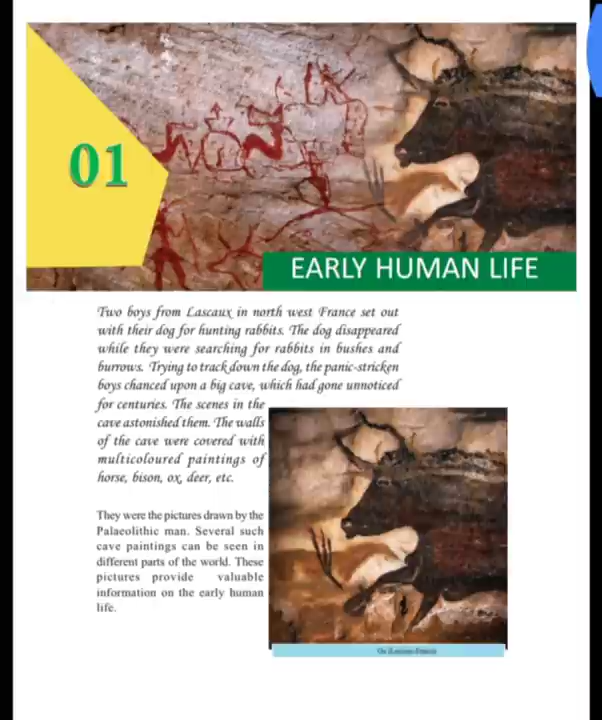 01
EARLY HUMAN LIFE
Two boys from Lascaux in north west France set out
with their dog for hunting rabbits. The dog disappeared
while they were searching for rabbits in bushes and
burrows. Trying to track down the dog, the panic-stricken
boys chanced upon a big cave, which had gone unnoticed
for centuries. The scenes in the
cave astonished them. The walls
of the cave were covered with
multicoloured paintings of
horse, bison, ox, deer, etc.
They were the pictures drawn by the
Palaeolithic man. Several such
cave paintings can be seen in
different parts of the world. These
pictures provide valuable
information on the early human
life.